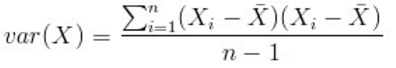 var(X) = \frac{\sum_{i=1}^{n}(X_i - \bar{X})(X_i - \bar{X})}{n - 1}